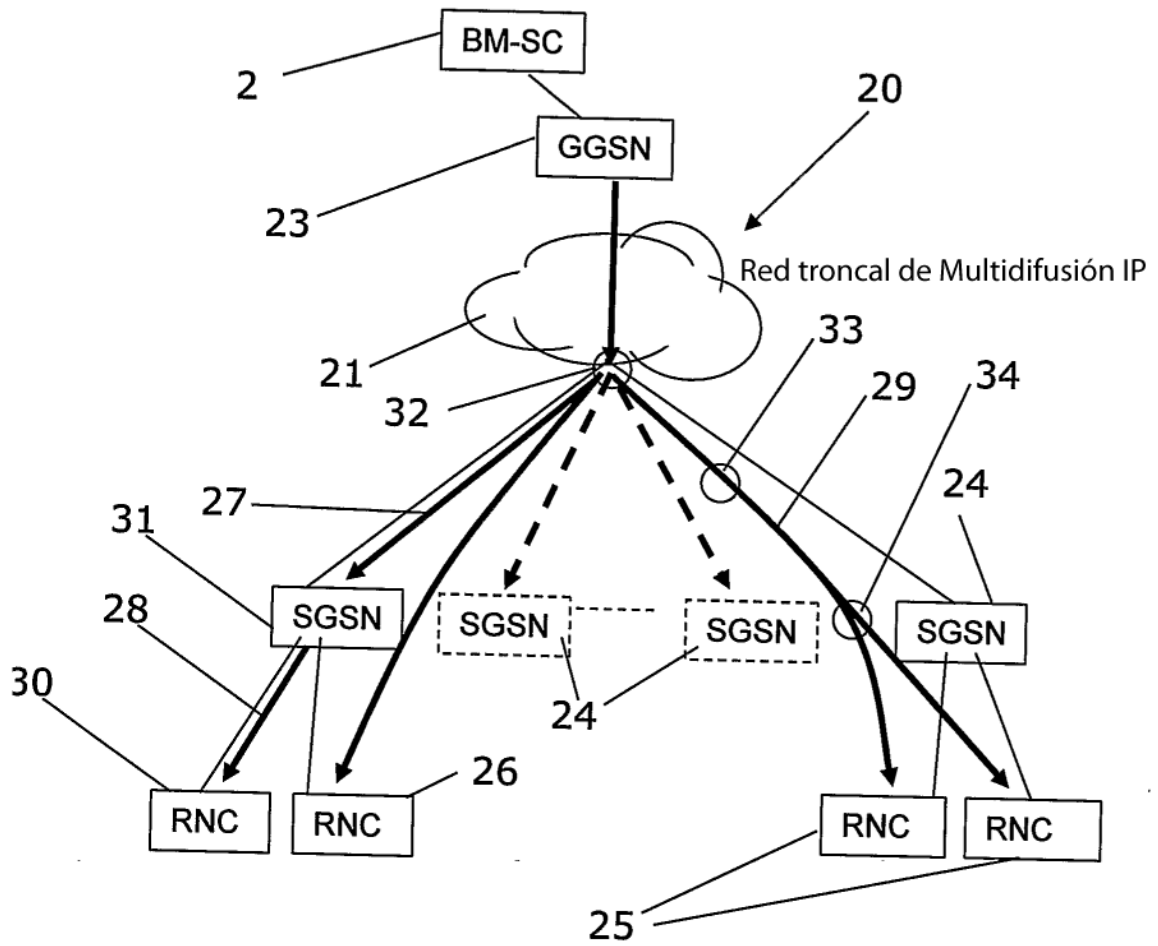 BM-SC
2
20
GGSN
23
Red troncal de Multidifusión IP
21
33
32
34
29
27
24
31
SGSN
SGSN
SGSN
SGSN
28
30
24
26
RNC
RNC
RNC
RNC
25